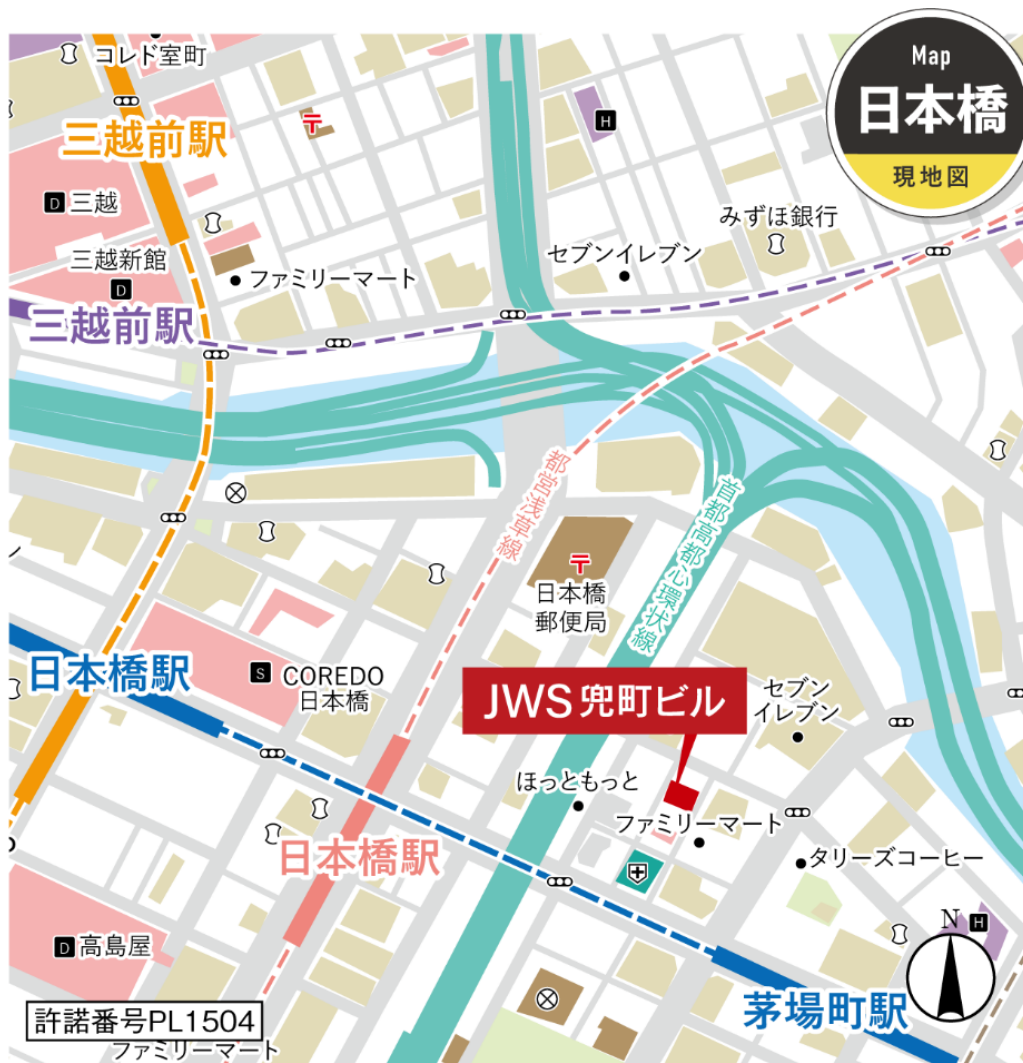 コレド室町
Map
日本橋
現地図
三越前駅
〒
H
D 三越
みずほ銀行
三越新館
D
セブンイレブン
ファミリーマート
三越前駅
都営浅草線
首都高都心環状線
〒
日本橋
郵便局
ン
日本橋駅
S COREDO
日本橋
JWS 兜町ビル
セブン
イレブン
ほっともっと
ファミリーマート
日本橋駅
タリーズコーヒー
N
H
D 高島屋
茅場町駅
許諾番号PL1504
ファミリーマート